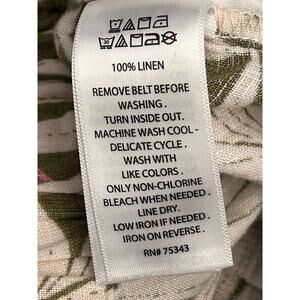 100% LINEN
REMOVE BELT BEFORE
WASHING.
TURN INSIDE OUT.
MACHINE WASH COOL -
DELICATE CYCLE.
WASH WITH
LIKE COLORS.
ONLY NON-CHLORINE
BLEACH WHEN NEEDED.
LINE DRY.
LOW IRON IF NEEDED.
IRON ON REVERSE.
RN# 75343